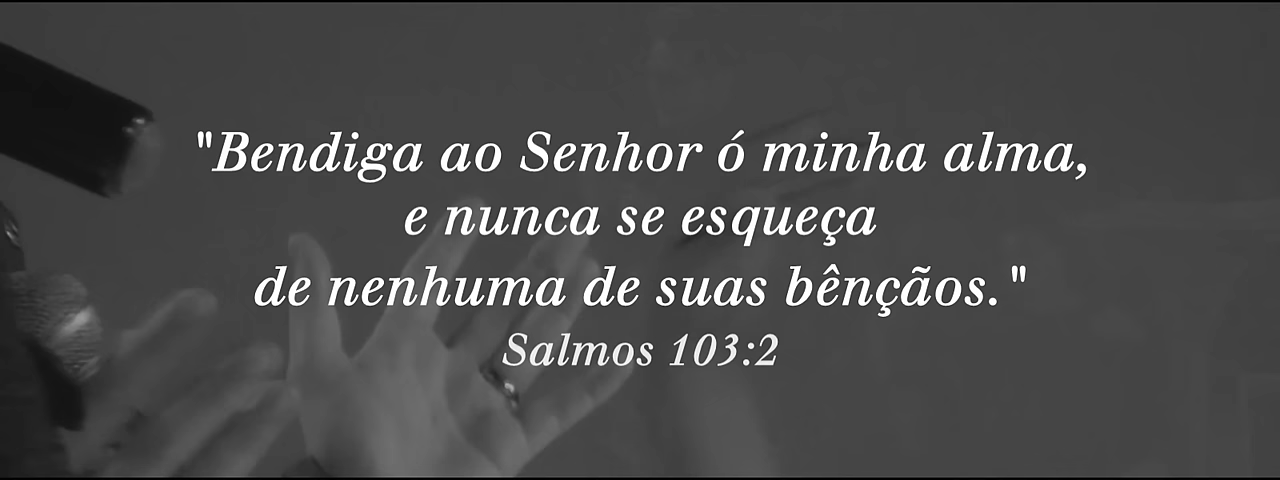 "Bendiga ao Senhor ó minha alma,
e nunca se esqueça
de nenhuma de suas bênçãos."
Salmos 103:2